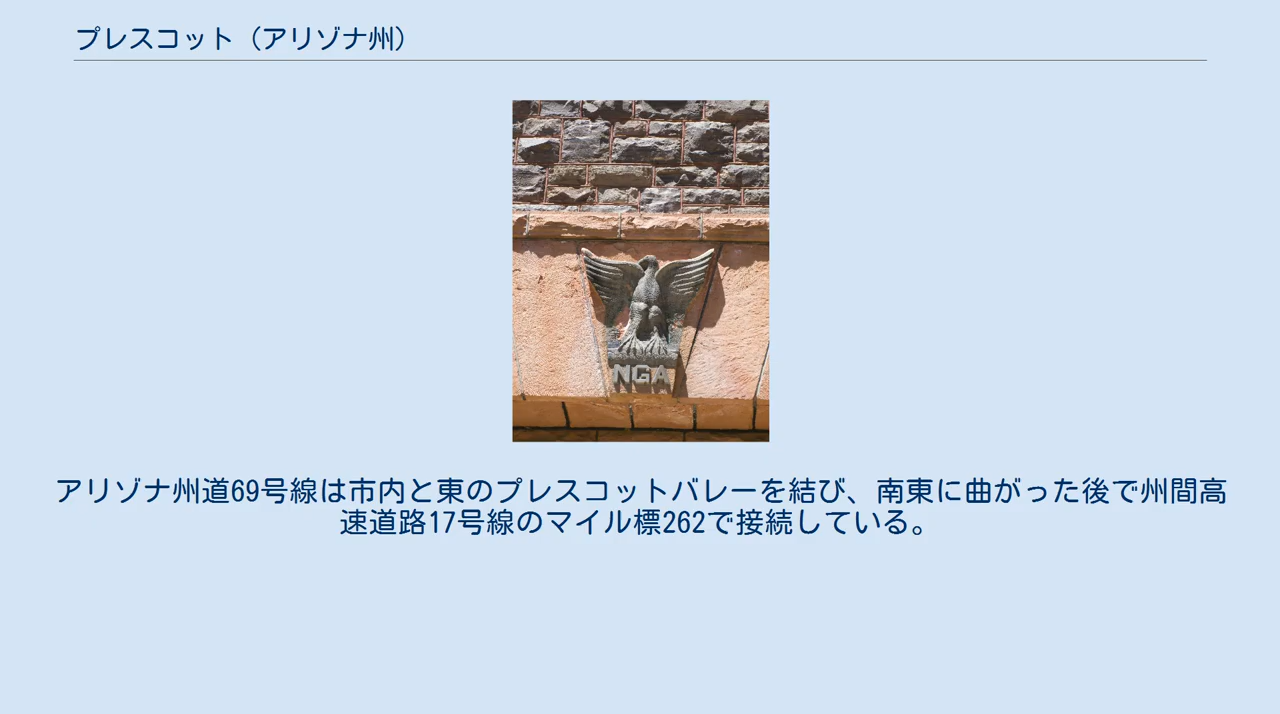 プレスコット（アリゾナ州）
NGA
アリゾナ州道69号線は市内と東のプレスコットバレーを結び、南東に曲がった後で州間高
速道路17号線のマイル標262で接続している。